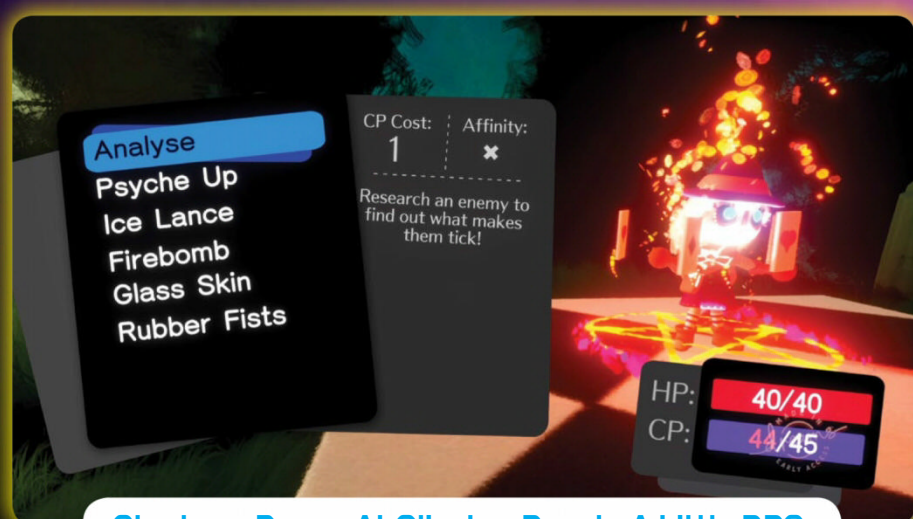 Analyse
Psyche Up
Ice Lance
Firebomb
Glass Skin
Rubber Fists
CP Cost:
1
Affinity:
Research an enemy to
find out what makes
them tick!
HP:
40/40
CP:
44/45
EARLY ACCESS